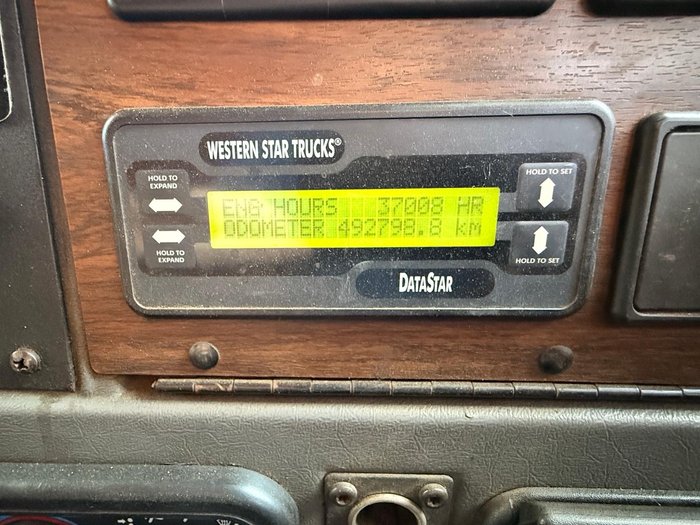 WESTERN STAR TRUCKS®
HOLD TO
EXPAND
HOLD TO SET
ENG HOURS 37008 HR
ODOMETER 492798.8 km
HOLD TO
EXPAND
HOLD TO SET
DATASTAR